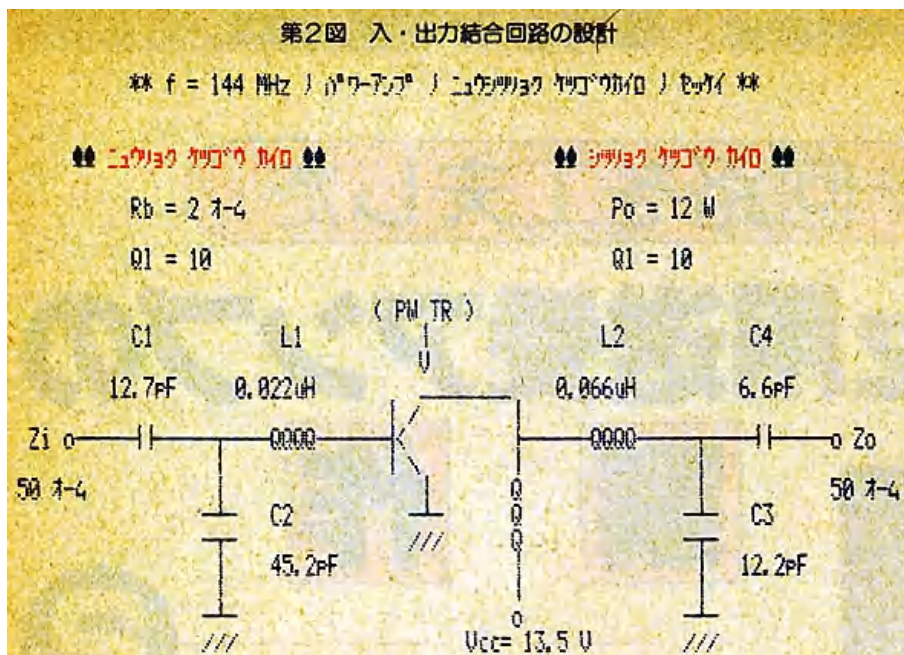 第2図 入・出力結合回路の設計
** f = 144 MHz ﾉ ﾊﾟﾜｰｱﾝﾌﾟ ﾉ ﾆｭｳｼﾂﾘｮｸ ｹﾂｺﾞｳｶｲﾛ ﾉ ｾｯｹｲ **
♠♠ ﾆｭｳﾘｮｸ ｹﾂｺﾞｳ ｶｲﾛ ♠♠
♠♠ ｼﾂﾘｮｸ ｹﾂｺﾞｳ ｶｲﾛ ♠♠
Rb = 2 ｵｰﾑ
Po = 12 W
Ql = 10
Ql = 10
( PW TR )
C1
L1
L2
C4
12.7pF
0.022uH
0.066uH
6.6pF
Zi
Zo
50 ｵｰﾑ
50 ｵｰﾑ
C2
C3
45.2pF
12.2pF
Vcc= 13.5 V